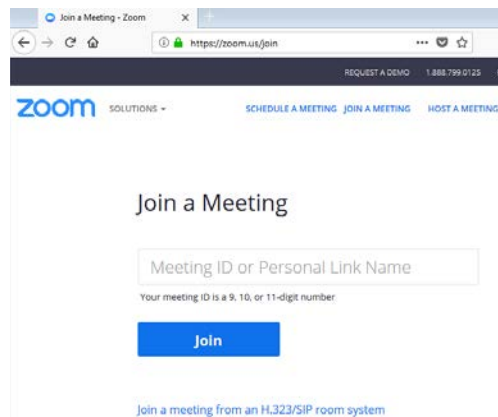 Join a Meeting - Zoom
https://zoom.us/join
REQUEST A DEMO 1.888.799.0125
zoom SOLUTIONS SCHEDULE A MEETING JOIN A MEETING HOST A MEETING
Join a Meeting
Meeting ID or Personal Link Name
Your meeting ID is a 9, 10, or 11-digit number
Join
Join a meeting from an H.323/SIP room system